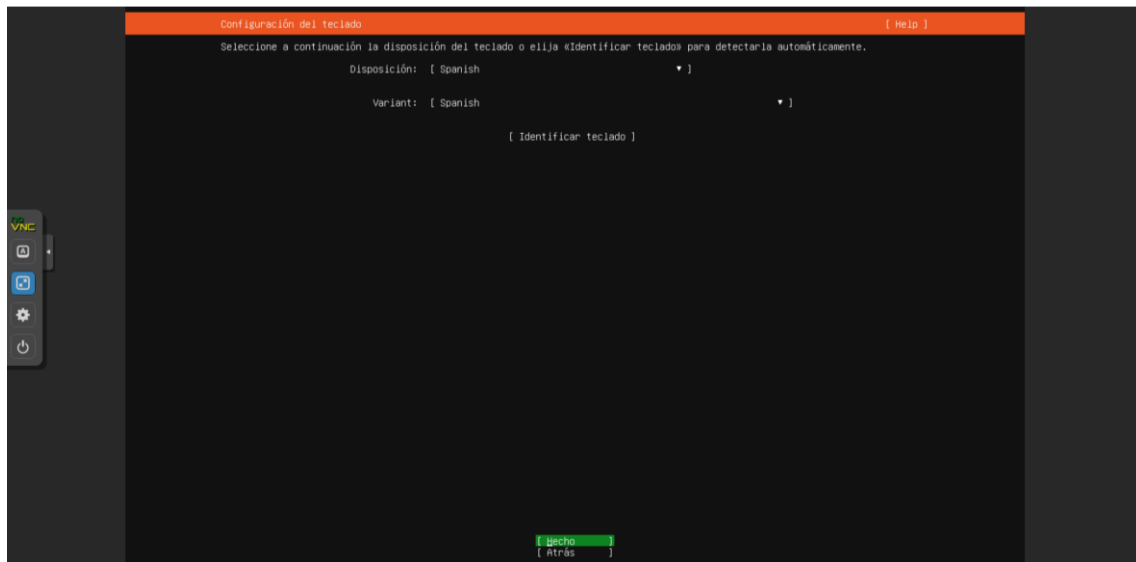 Configuración del teclado [ Help ]
Seleccione a continuación la disposición del teclado o elija «Identificar teclado» para detectarla automáticamente.
Disposición: [ Spanish ▾ ]
Variant: [ Spanish ▾ ]
[ Identificar teclado ]
no
VNC
A
[ Hecho ]
[ Atrás ]